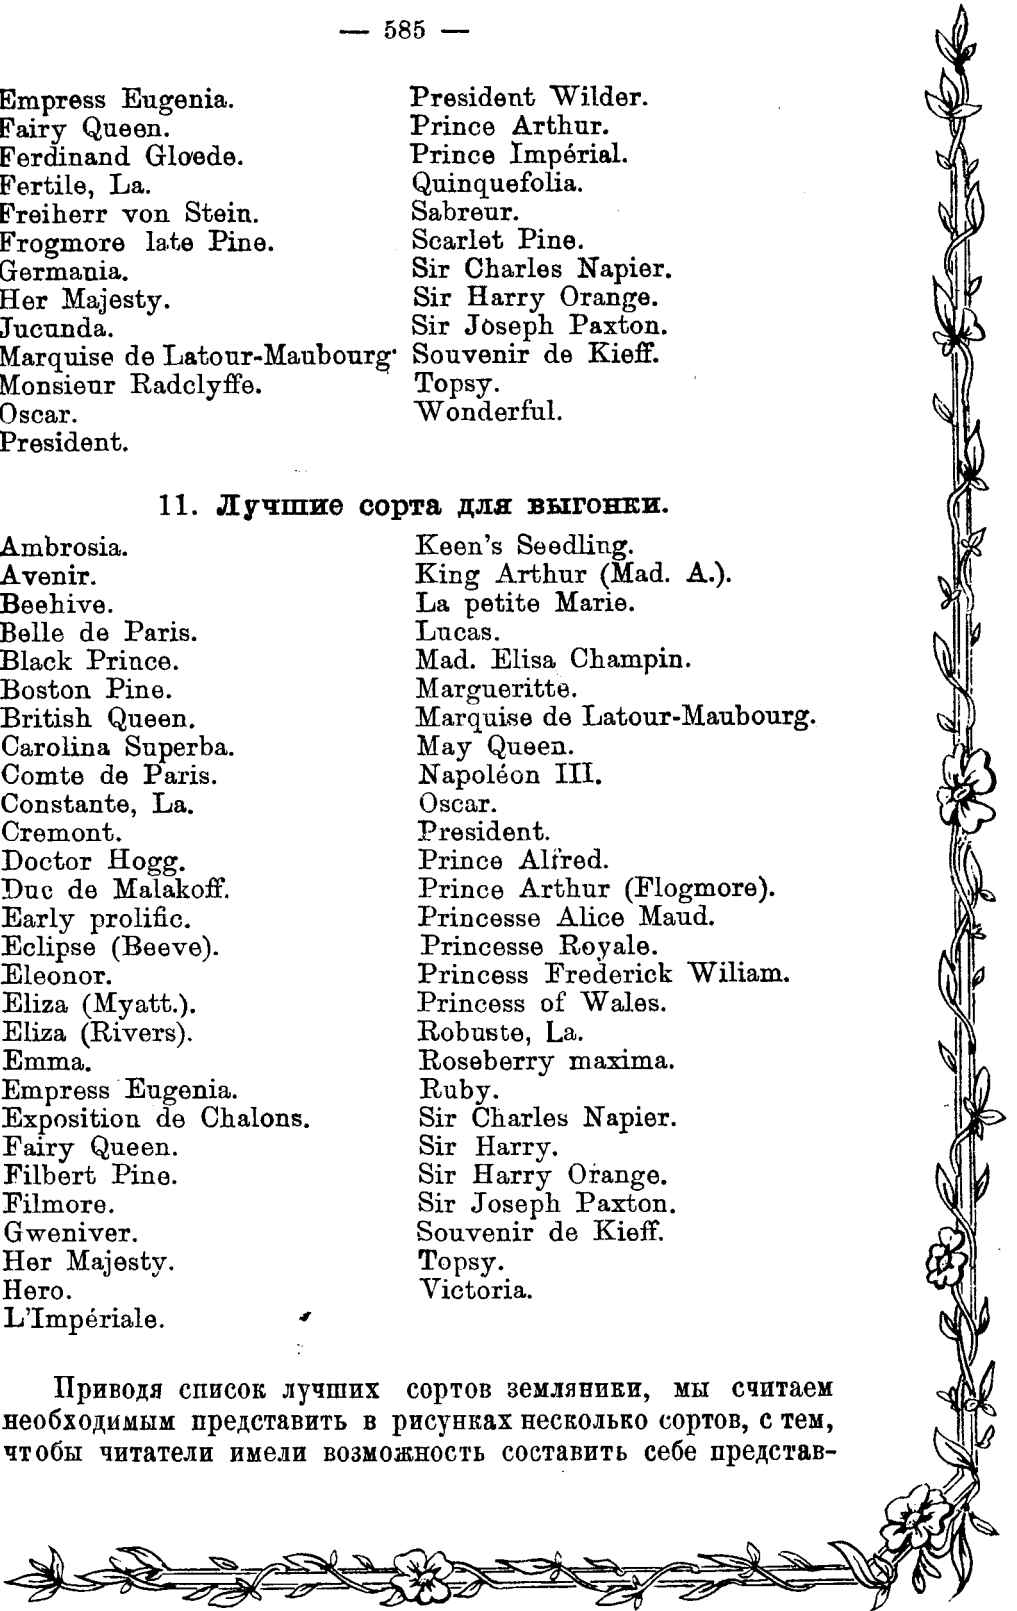 — 585 —
Empress Eugenia.
Fairy Queen.
Ferdinand Gloede.
Fertile, La.
Freiherr von Stein.
Frogmore late Pine.
Germania.
Her Majesty.
Jucunda.
Marquise de Latour-Maubourg
Monsieur Radclyffe.
Oscar.
President.
President Wilder.
Prince Arthur.
Prince Impérial.
Quinquefolia.
Sabreur.
Scarlet Pine.
Sir Charles Napier.
Sir Harry Orange.
Sir Joseph Paxton.
Souvenir de Kieff.
Topsy.
Wonderful.
11. Лучшие сорта для выгонки.
Ambrosia.
Avenir.
Beehive.
Belle de Paris.
Black Prince.
Boston Pine.
British Queen.
Carolina Superba.
Comte de Paris.
Constante, La.
Cremont.
Doctor Hogg.
Duc de Malakoff.
Early prolific.
Eclipse (Beeve).
Eleonor.
Eliza (Myatt.).
Eliza (Rivers).
Emma.
Empress Eugenia.
Exposition de Chalons.
Fairy Queen.
Filbert Pine.
Filmore.
Gweniver.
Her Majesty.
Hero.
L'Impériale.
Keen's Seedling.
King Arthur (Mad. A.).
La petite Marie.
Lucas.
Mad. Elisa Champin.
Margueritte.
Marquise de Latour-Maubourg.
May Queen.
Napoléon III.
Oscar.
President.
Prince Alfred.
Prince Arthur (Flogmore).
Princesse Alice Maud.
Princesse Royale.
Princess Frederick Wiliam.
Princess of Wales.
Robuste, La.
Roseberry maxima.
Ruby.
Sir Charles Napier.
Sir Harry.
Sir Harry Orange.
Sir Joseph Paxton.
Souvenir de Kieff.
Topsy.
Victoria.
Приводя список лучших сортов земляники, мы считаем
необходимым представить в рисунках несколько сортов, с тем,
чтобы читатели имели возможность составить себе представ-